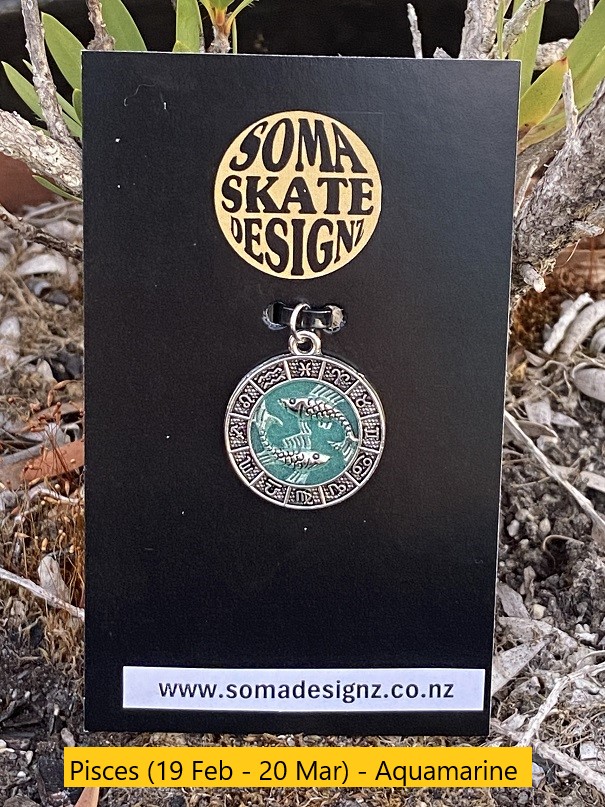 SOMA
SKATE
DESIGNZ
www.somadesignz.co.nz
Pisces (19 Feb - 20 Mar) - Aquamarine